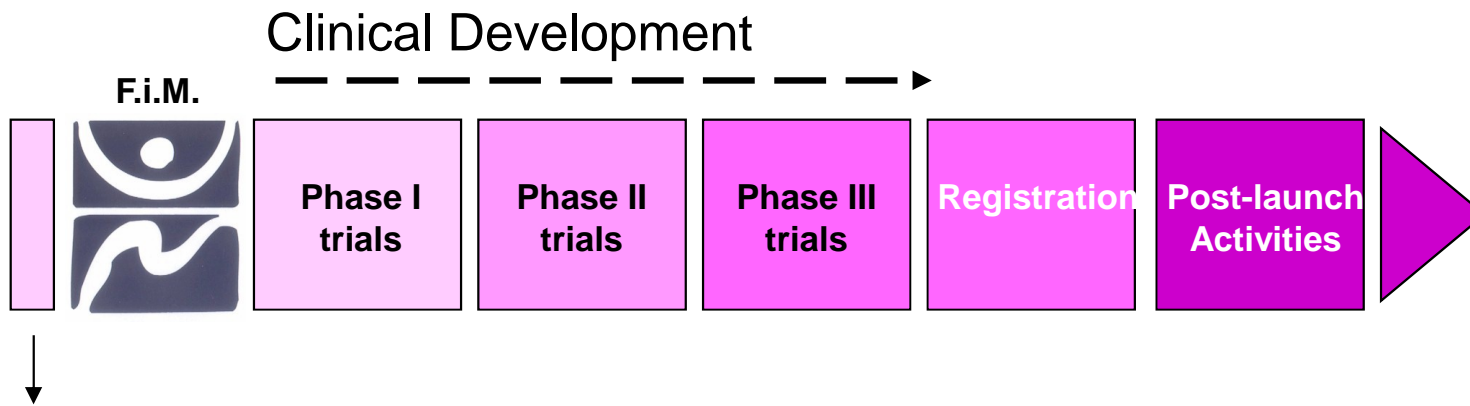 Clinical Development
F.i.M.
Phase I
trials
Phase II
trials
Phase III
trials
Registration
Post-launch
Activities